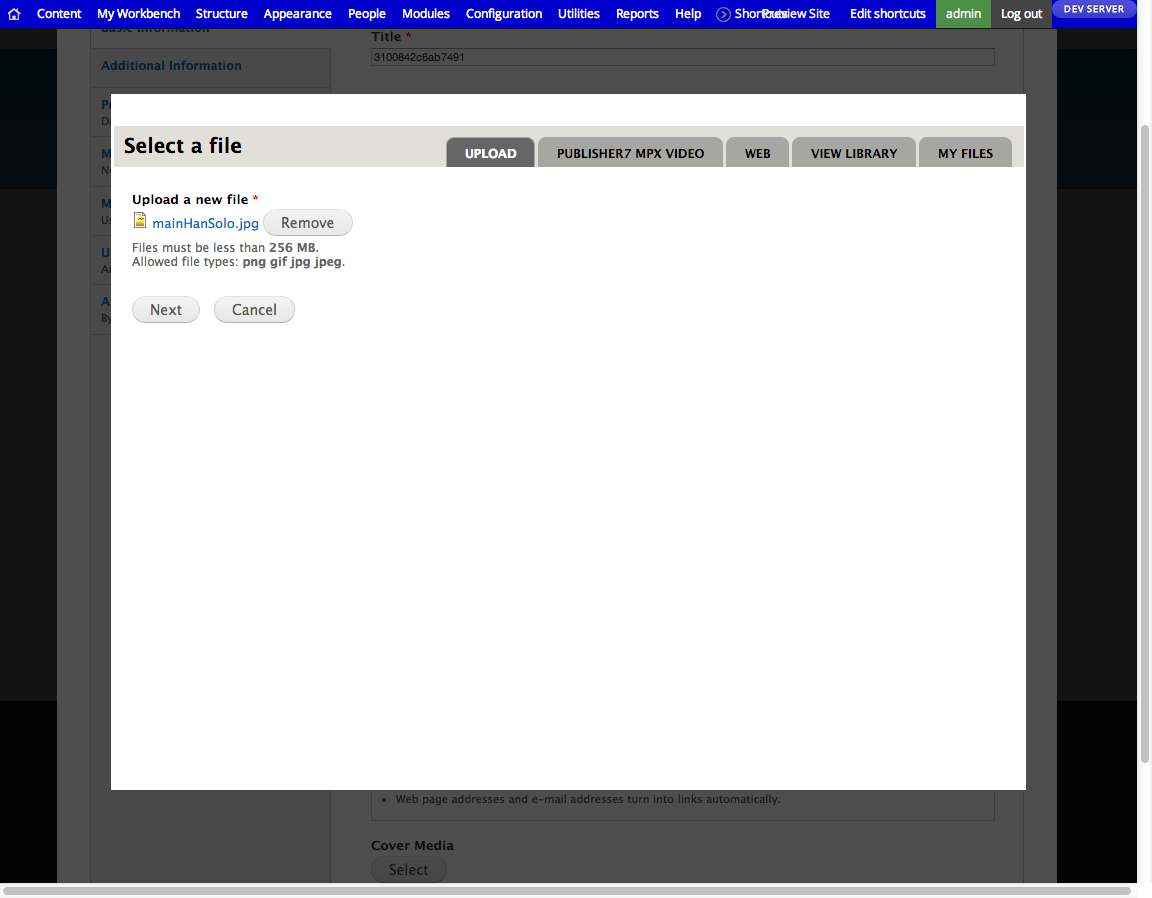 Content My Workbench Structure Appearance People Modules Configuration Utilities Reports Help Shortcuts Preview Site Edit shortcuts admin Log out DEV SERVER
Basic Information
Title *
Additional Information
3100842c6ab7491
Select a file
UPLOAD PUBLISHER7 MPX VIDEO WEB VIEW LIBRARY MY FILES
Upload a new file *
mainHanSolo.jpg Remove
Files must be less than 256 MB.
Allowed file types: png gif jpg jpeg.
Next Cancel
Web page addresses and e-mail addresses turn into links automatically.
Cover Media
Select